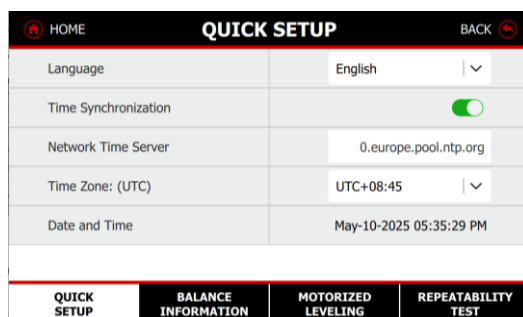 HOME QUICK SETUP BACK
Language English
Time Synchronization
Network Time Server 0.europe.pool.ntp.org
Time Zone: (UTC) UTC+08:45
Date and Time May-10-2025 05:35:29 PM
QUICK BALANCE MOTORIZED REPEATABILITY
SETUP INFORMATION LEVELING TEST